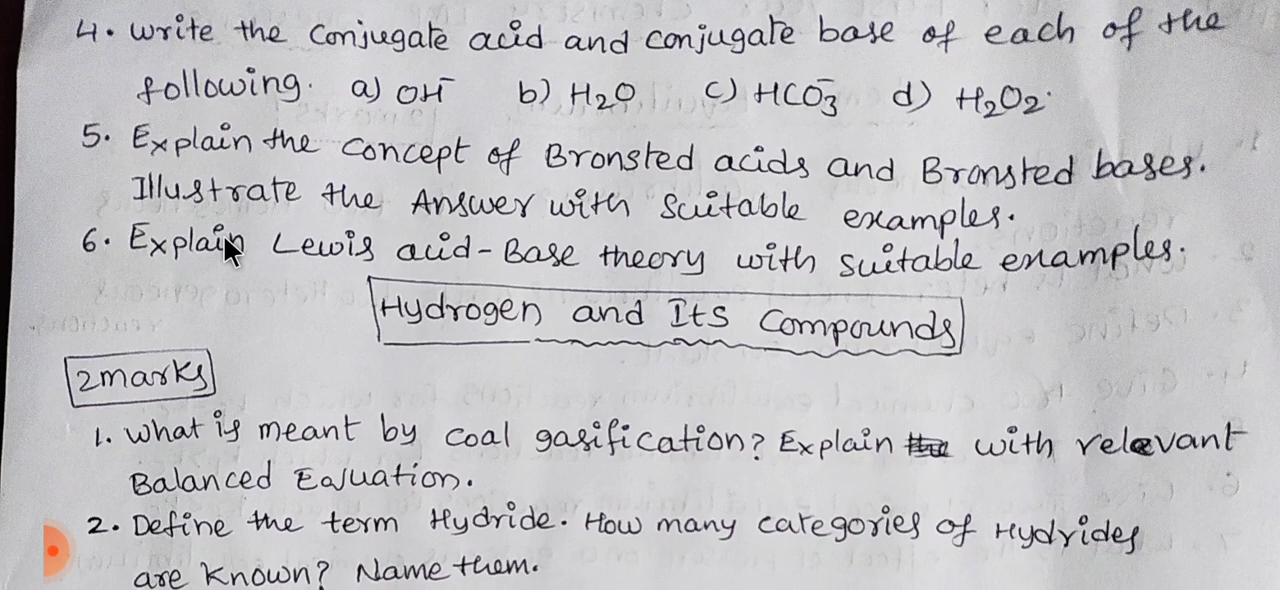 4. Write the conjugate acid and conjugate base of each of the
following. a) OH⁻ b) H₂O c) HCO₃⁻ d) H₂O₂.
5. Explain the concept of Bronsted acids and Bronsted bases.
Illustrate the Answer with Suitable examples.
6. Explain Lewis acid-Base theory with suitable examples.
Hydrogen and Its Compounds
2marks
1. What is meant by coal gasification? Explain with relevant
Balanced Eauation.
2. Define the term Hydride. How many categories of Hydrides
are known? Name them.